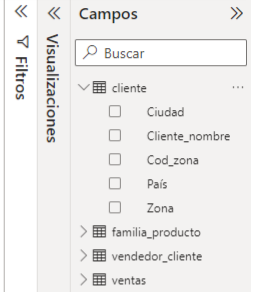 Filtros
Visualizaciones
Campos
Buscar
cliente
Ciudad
Cliente_nombre
Cod_zona
País
Zona
familia_producto
vendedor_cliente
ventas